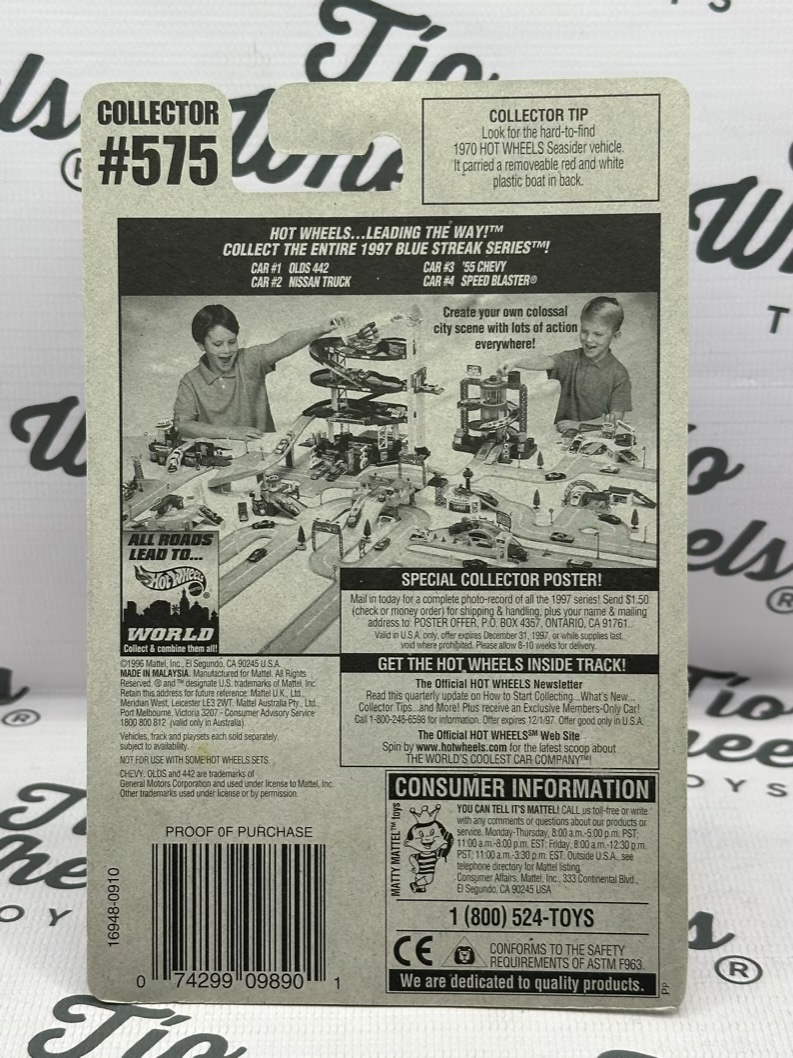 COLLECTOR
#575
COLLECTOR TIP
Look for the hard-to-find
1970 HOT WHEELS Seasider vehicle.
It carried a removeable red and white
plastic boat in back.
HOT WHEELS...LEADING THE WAY!™
COLLECT THE ENTIRE 1997 BLUE STREAK SERIES™!
CAR #1 OLDS 442 CAR #3 '55 CHEVY
CAR #2 NISSAN TRUCK CAR #4 SPEED BLASTER®
Create your own colossal
city scene with lots of action
everywhere!
ALL ROADS
LEAD TO...
Hot Wheels
WORLD
Collect & combine them all!
SPECIAL COLLECTOR POSTER!
Mail in today for a complete photo-record of all the 1997 series! Send $1.50
(check or money order) for shipping & handling, plus your name & mailing
address to: POSTER OFFER, P.O. BOX 4357, ONTARIO, CA 91761.
Valid in U.S.A. only, offer expires December 31, 1997, or while supplies last,
void where prohibited. Please allow 8-10 weeks for delivery.
GET THE HOT WHEELS INSIDE TRACK!
The Official HOT WHEELS Newsletter
Read this quarterly update on How to Start Collecting...What's New...
Collector Tips...and More! Plus receive an Exclusive Members-Only Car!
Call 1-800-248-6598 for information. Offer expires 12/1/97. Offer good only in U.S.A.
The Official HOT WHEELS℠ Web Site
Spin by www.hotwheels.com for the latest scoop about
THE WORLD'S COOLEST CAR COMPANY™!
©1996 Mattel, Inc., El Segundo, CA 90245 U.S.A.
MADE IN MALAYSIA. Manufactured for Mattel. All Rights
Reserved. ® and ™ designate U.S. trademarks of Mattel, Inc.
Retain this address for future reference: Mattel U.K. Ltd.,
Meridian West, Leicester LE3 2WT. Mattel Australia Pty., Ltd.,
Port Melbourne, Victoria 3207 - Consumer Advisory Service
1800 800 812 (valid only in Australia).
Vehicles, track and playsets each sold separately,
subject to availability.
NOT FOR USE WITH SOME HOT WHEELS SETS.
CHEVY, OLDS and 442 are trademarks of
General Motors Corporation and used under license to Mattel, Inc.
Other trademarks used under license or by permission.
CONSUMER INFORMATION
MATTY MATTEL™ toys
YOU CAN TELL IT'S MATTEL! CALL us toll-free or write
with any comments or questions about our products or
service. Monday-Thursday, 8:00 a.m.-5:00 p.m. PST;
11:00 a.m.-8:00 p.m. EST: Friday, 8:00 a.m.-12:30 p.m.
PST; 11:00 a.m.-3:30 p.m. EST. Outside U.S.A., see
telephone directory for Mattel listing.
Consumer Affairs, Mattel, Inc., 333 Continental Blvd.,
El Segundo, CA 90245 USA
1 (800) 524-TOYS
CE
CONFORMS TO THE SAFETY
REQUIREMENTS OF ASTM F963.
We are dedicated to quality products.
Pp
PROOF OF PURCHASE
16948-0910
0 74299 09890 1